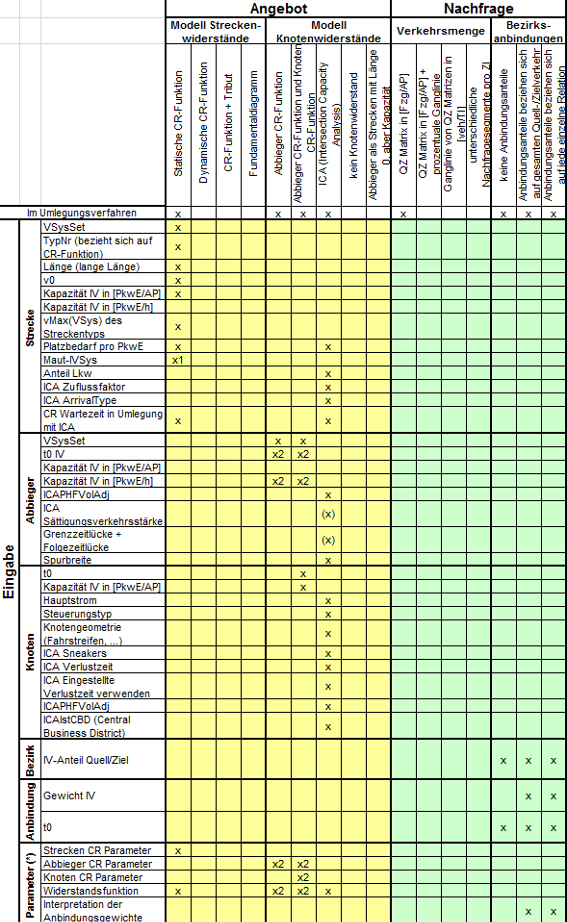 Angebot Nachfrage
Modell Strecken- Modell Verkehrsmenge Bezirks-
widerstände Knotenwiderstände anbindungen
Statische CR-Funktion
Dynamische CR-Funktion
CR-Funktion + Tribut
Fundamentaldiagramm
Abbieger CR-Funktion
Abbieger CR-Funktion und Knoten
CR-Funktion
ICA (Intersection Capacity
Analysis)
kein Knotenwiderstand
Abbieger als Strecken mit Länge
0, aber Kapazität
QZ Matrix in [Fzg/AP]
QZ Matrix in [Fzg/AP] +
prozentuale Ganglinie
Ganglinie von QZ Matrizen in
[veh/TI]
unterschiedliche
Nachfragesegmente pro ZI
keine Anbindungsanteile
Anbindungsanteile beziehen sich
auf gesamten Quell-/Zielverkehr
Anbindungsanteile beziehen sich
auf jede einzelne Relation
Im Umlegungsverfahren x x x x x x x x
Eingabe
Strecke
VSysSet x
TypNr (bezieht sich auf
CR-Funktion) x
Länge (lange Länge) x
v0 x
Kapazität IV in [PkwE/AP] x
Kapazität IV in [PkwE/h]
vMax(VSys) des
Streckentyps x
Platzbedarf pro PkwE x x
Maut-IVSys x1
Anteil Lkw x
ICA Zuflussfaktor x
ICA ArrivalType x
CR Wartezeit in Umlegung
mit ICA x x
Abbieger
VSysSet x x
t0 IV x2 x2
Kapazität IV in [PkwE/AP]
Kapazität IV in [PkwE/h] x2 x2
ICAPHFVolAdj x
ICA
Sättigungsverkehrsstärke (x)
Grenzzeitlücke +
Folgezeitlücke (x)
Spurbreite x
Knoten
t0 x
Kapazität IV in [PkwE/AP] x
Hauptstrom x
Steuerungstyp x
Knotengeometrie
(Fahrstreifen, ...) x
ICA Sneakers x
ICA Verlustzeit x
ICA Eingestellte
Verlustzeit verwenden x
ICAPHFVolAdj x
ICAIstCBD (Central
Business District) x
Bezirk
IV-Anteil Quell/Ziel x x x
Anbindung
Gewicht IV x x
t0 x x x
Parameter (*)
Strecken CR Parameter x
Abbieger CR Parameter x2 x2
Knoten CR Parameter x2
Widerstandsfunktion x x2 x2 x
Interpretation der
Anbindungsgewichte x x